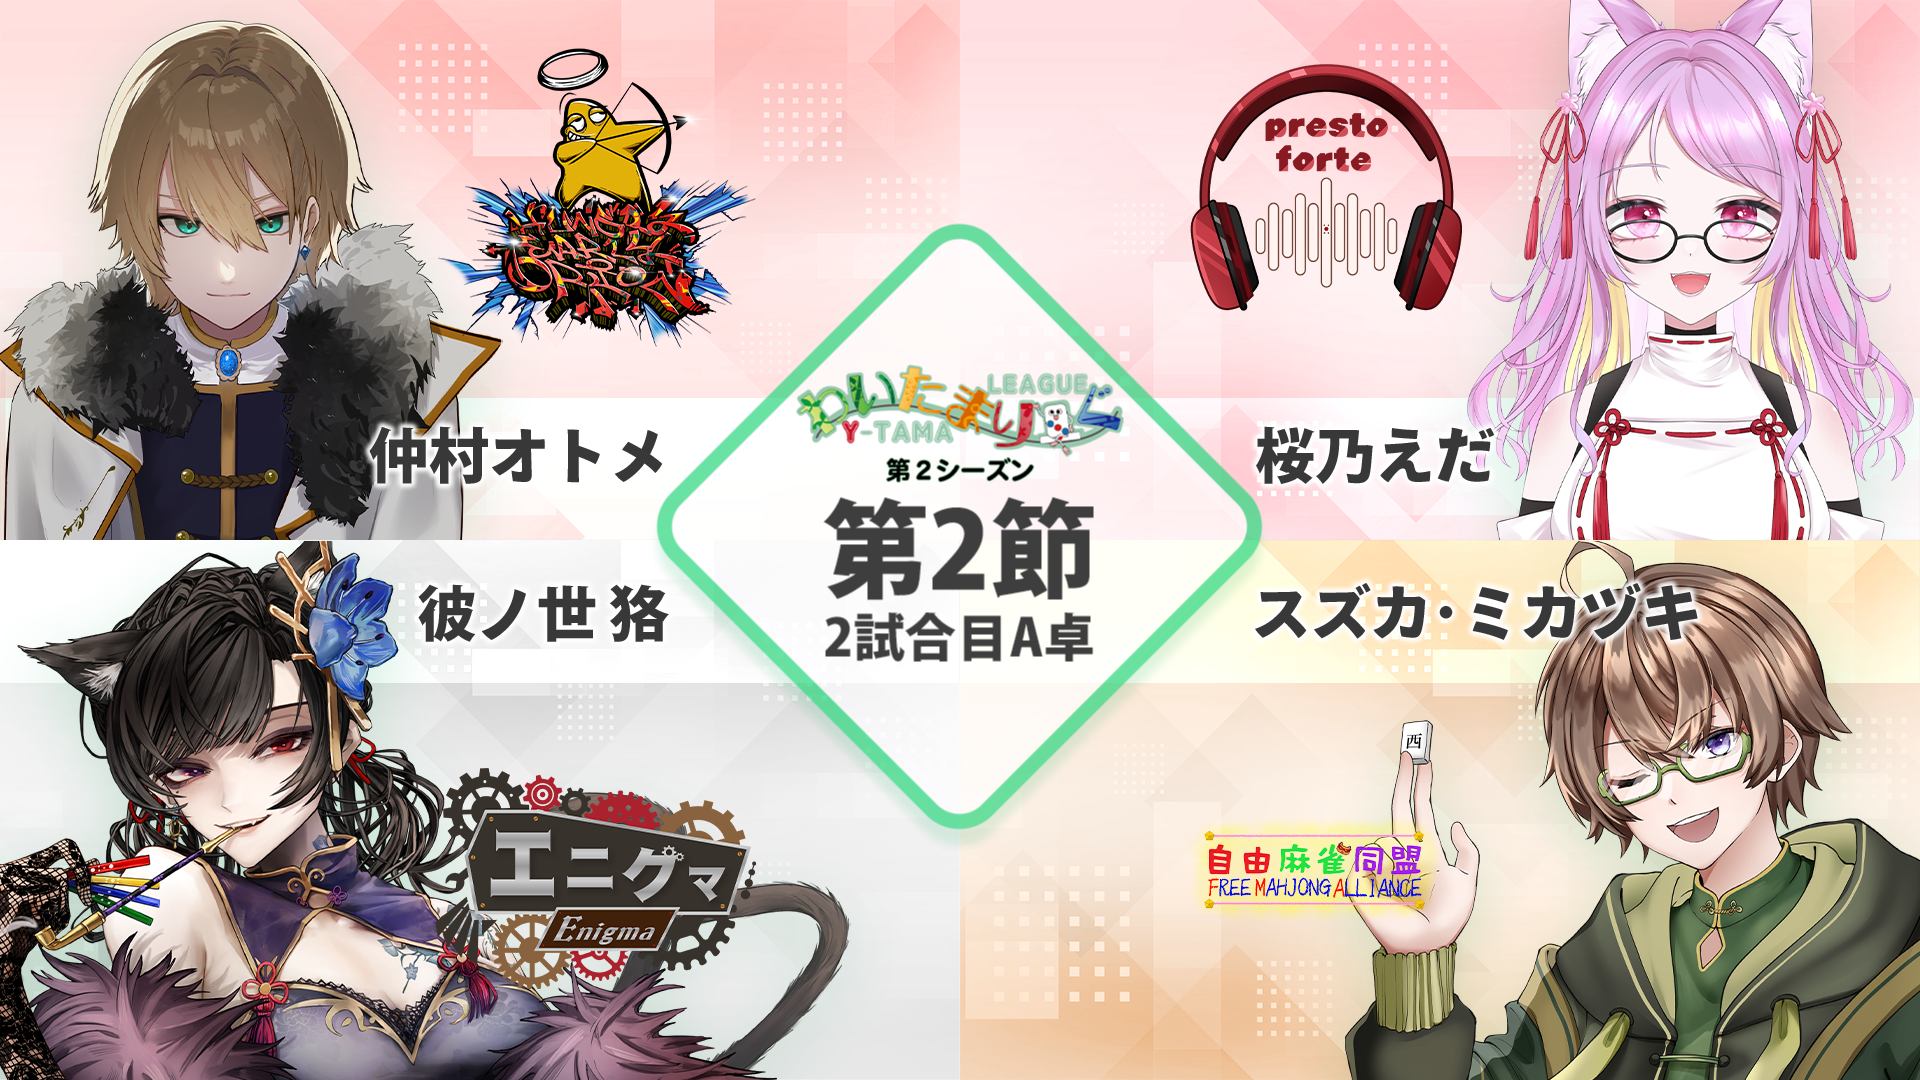 presto
forte
仲村オトメ
わいたまりーぐ
LEAGUE
Y-TAMA
第2シーズン
第2節
2試合目A卓
桜乃えだ
彼ノ世 狢
スズカ・ミカヅキ
西
エニグマ
Enigma
自由麻雀同盟
FREE MAHJONG ALLIANCE